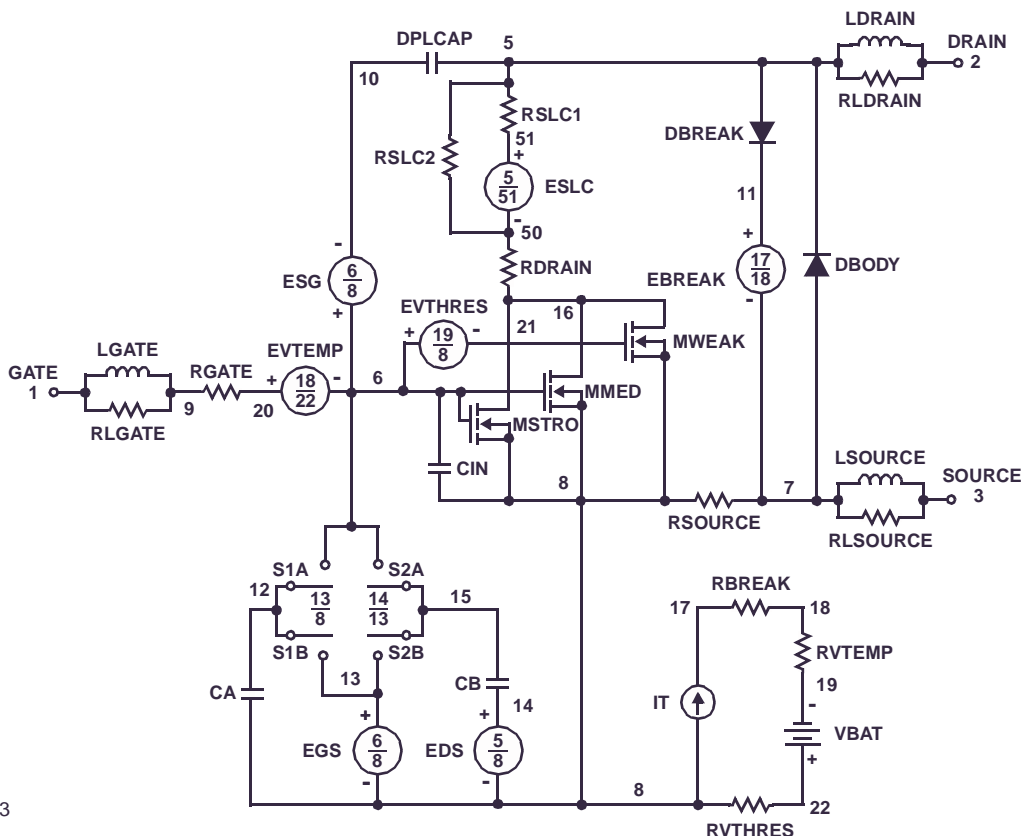 LDRAIN
DPLCAP
5
DRAIN
2
10
RLDRAIN
RSLC1
DBREAK
51
+
RSLC2
5
51
ESLC
11
-
50
-
+
17
18
EBREAK
DBODY
RDRAIN
6
8
ESG
-
EVTHRES
16
+
21
+
19
8
-
MWEAK
LGATE
EVTEMP
GATE
1
RGATE
+
18
22
-
6
MMED
9
20
MSTRO
RLGATE
LSOURCE
CIN
8
7
SOURCE
3
RSOURCE
RLSOURCE
S1A
S2A
12
13
8
14
13
15
RBREAK
17
18
S1B
S2B
RVTEMP
13
CB
19
CA
14
IT
-
+
+
VBAT
EGS
6
8
EDS
5
8
+
-
-
8
22
RVTHRES
3